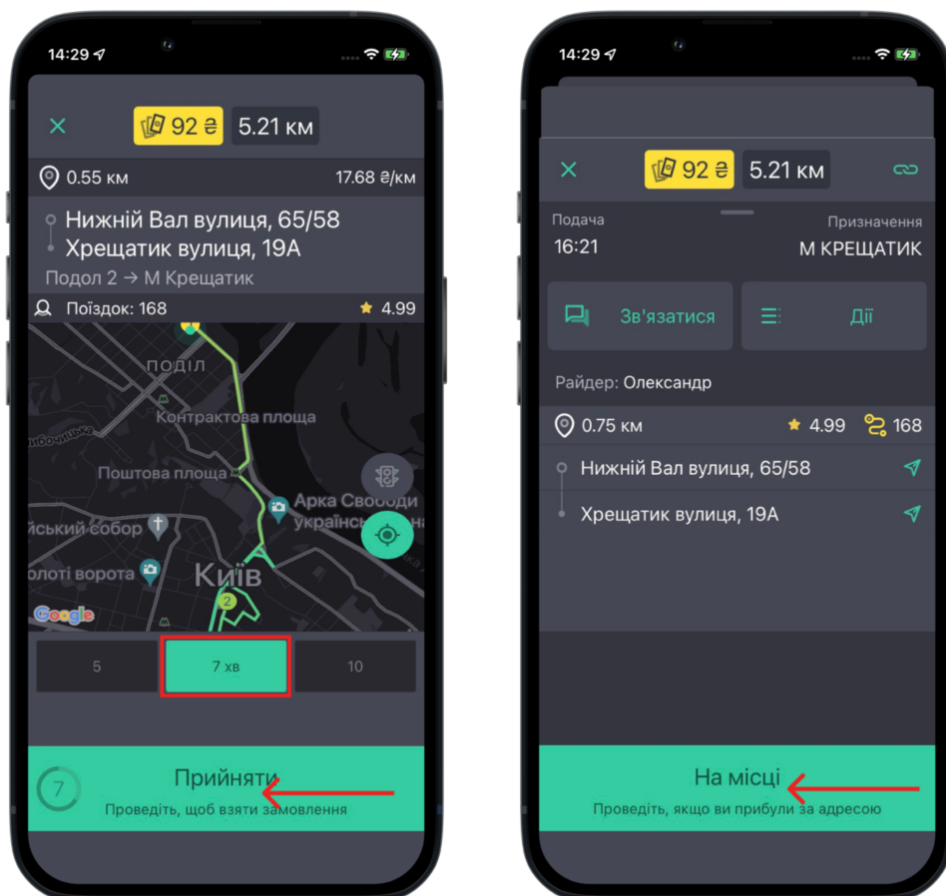 14:29
92 ₴ 5.21 км
0.55 км 17.68 ₴/км
Нижній Вал вулиця, 65/58
Хрещатик вулиця, 19А
Подол 2 → М Крещатик
Поїздок: 168 4.99
ПОДІЛ
Контрактова площа
Поштова площа
Арка Свободи
собор
ворота
Київ
2
Google
5 7 хв 10
7
Прийняти
Проведіть, щоб взяти замовлення
14:29
92 ₴ 5.21 км
Подача Призначення
16:21 М КРЕЩАТИК
Зв'язатися Дії
Райдер: Олександр
0.75 км 4.99 168
Нижній Вал вулиця, 65/58
Хрещатик вулиця, 19А
На місці
Проведіть, якщо ви прибули за адресою